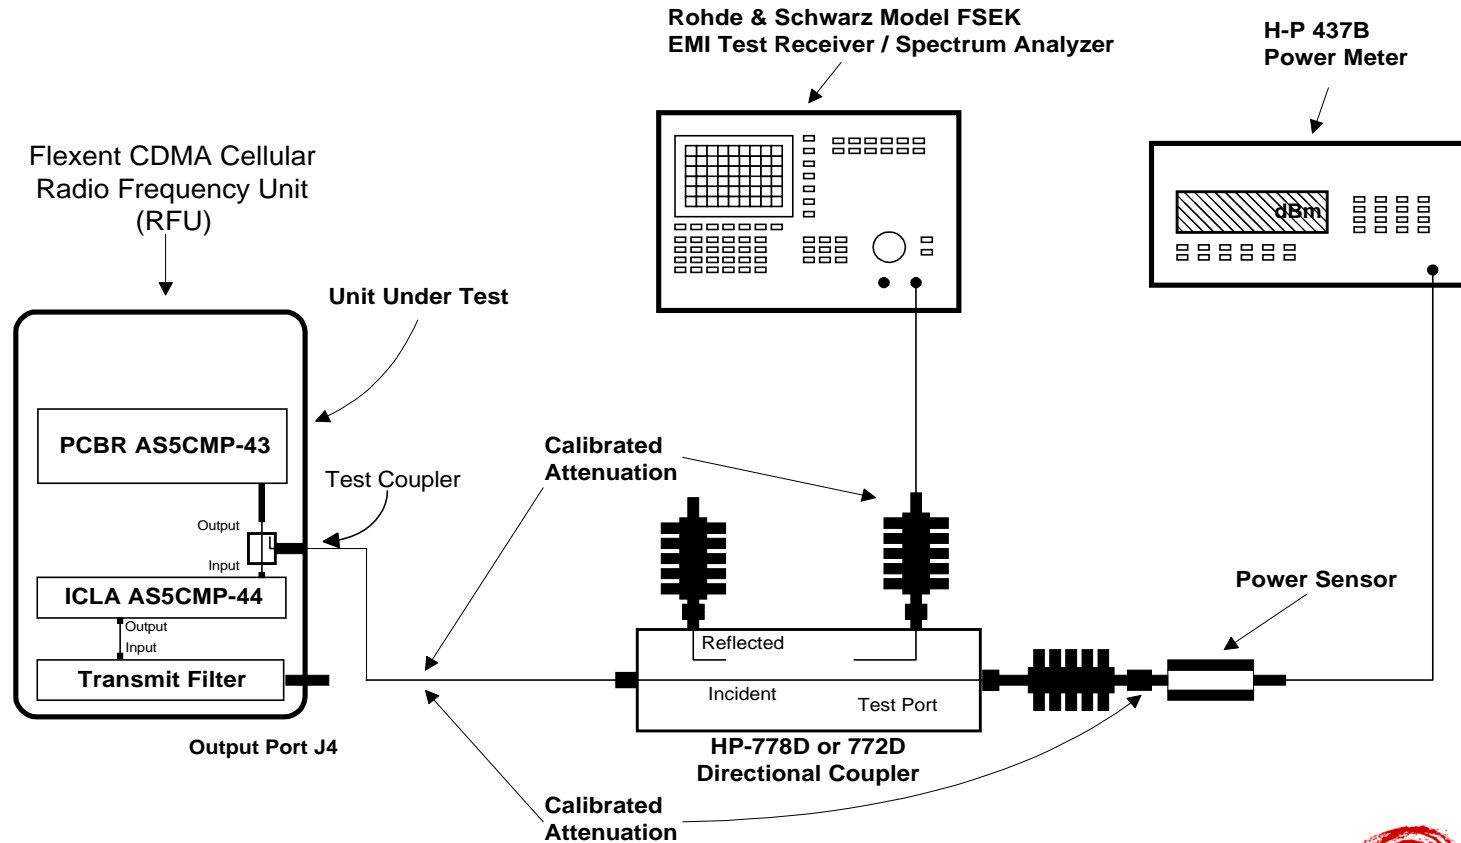 Rohde & Schwarz Model FSEK
EMI Test Receiver / Spectrum Analyzer
H-P 437B
Power Meter
Flexent CDMA Cellular
Radio Frequency Unit
(RFU)
dBm
Unit Under Test
PCBR AS5CMP-43
Calibrated
Attenuation
Test Coupler
Output
Input
ICLA AS5CMP-44
Output
Input
Transmit Filter
Power Sensor
Reflected
Incident
Test Port
Output Port J4
HP-778D or 772D
Directional Coupler
Calibrated
Attenuation